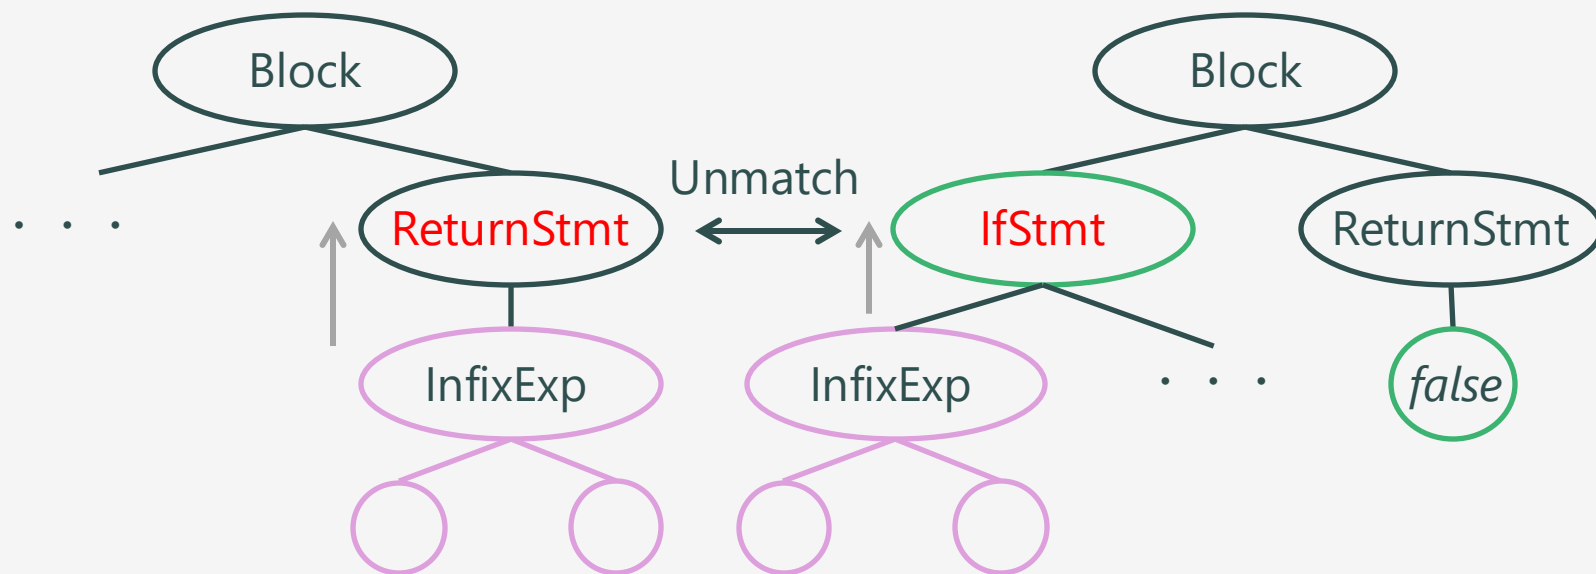 Block
Block
Unmatch
. . .
ReturnStmt
IfStmt
ReturnStmt
InfixExp
InfixExp
. . .
false